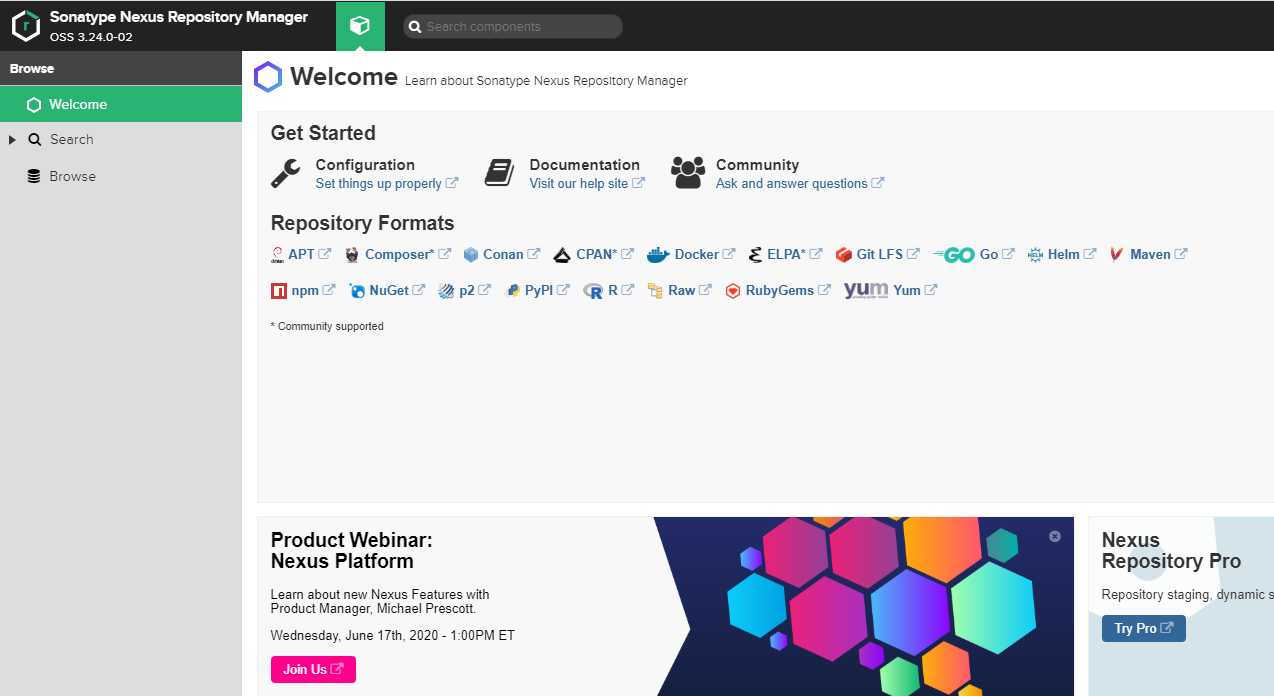 Sonatype Nexus Repository Manager
OSS 3.24.0-02
Search components
Browse
Welcome
Search
Browse
Welcome Learn about Sonatype Nexus Repository Manager
Get Started
Configuration
Set things up properly
Documentation
Visit our help site
Community
Ask and answer questions
Repository Formats
APT Composer* Conan CPAN* Docker ELPA* Git LFS GO Go HELM Helm Maven
npm NuGet p2 PyPI R R Raw RubyGems yum Yum
* Community supported
Product Webinar:
Nexus Platform
Learn about new Nexus Features with
Product Manager, Michael Prescott.
Wednesday, June 17th, 2020 - 1:00PM ET
Join Us
Nexus
Repository Pro
Repository staging, dynamic s
Try Pro